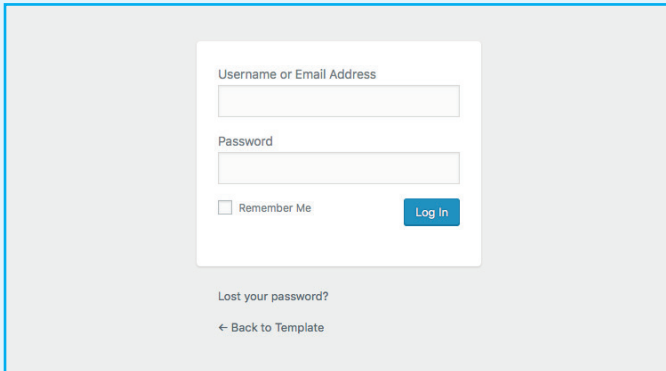 Username or Email Address
Password
Remember Me
Log In
Lost your password?
← Back to Template